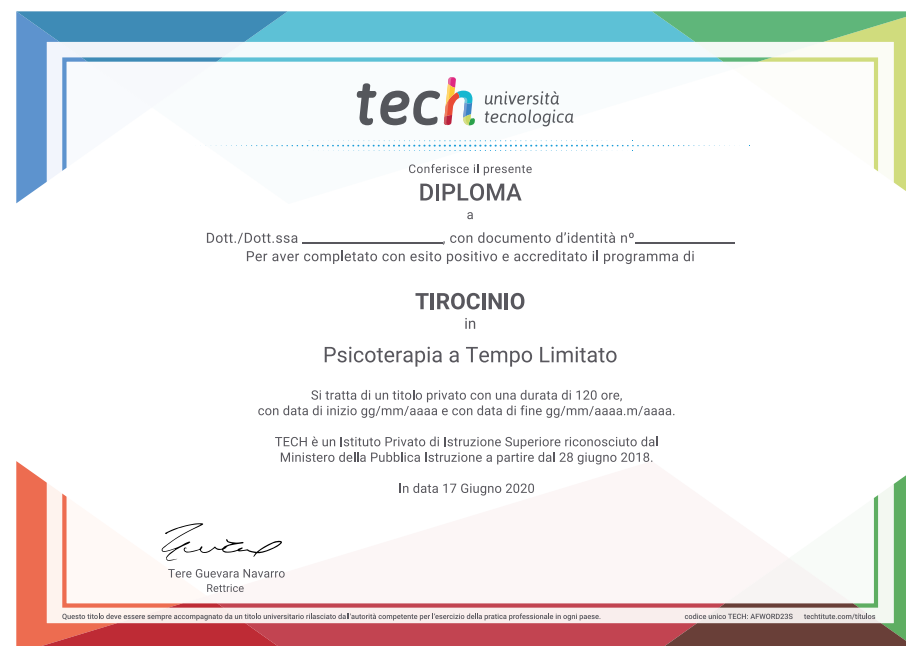 tech università
tecnologica
Conferisce il presente
DIPLOMA
a
Dott./Dott.ssa ____________________, con documento d'identità nº______________
Per aver completato con esito positivo e accreditato il programma di
TIROCINIO
in
Psicoterapia a Tempo Limitato
Si tratta di un titolo privato con una durata di 120 ore,
con data di inizio gg/mm/aaaa e con data di fine gg/mm/aaaa.m/aaaa.
TECH è un Istituto Privato di Istruzione Superiore riconosciuto dal
Ministero della Pubblica Istruzione a partire dal 28 giugno 2018.
In data 17 Giugno 2020
Tere Guevara Navarro
Rettrice
Questo titolo deve essere sempre accompagnato da un titolo universitario rilasciato dall'autorità competente per l'esercizio della pratica professionale in ogni paese. codice unico TECH: AFWORD23S techtitute.com/titulos